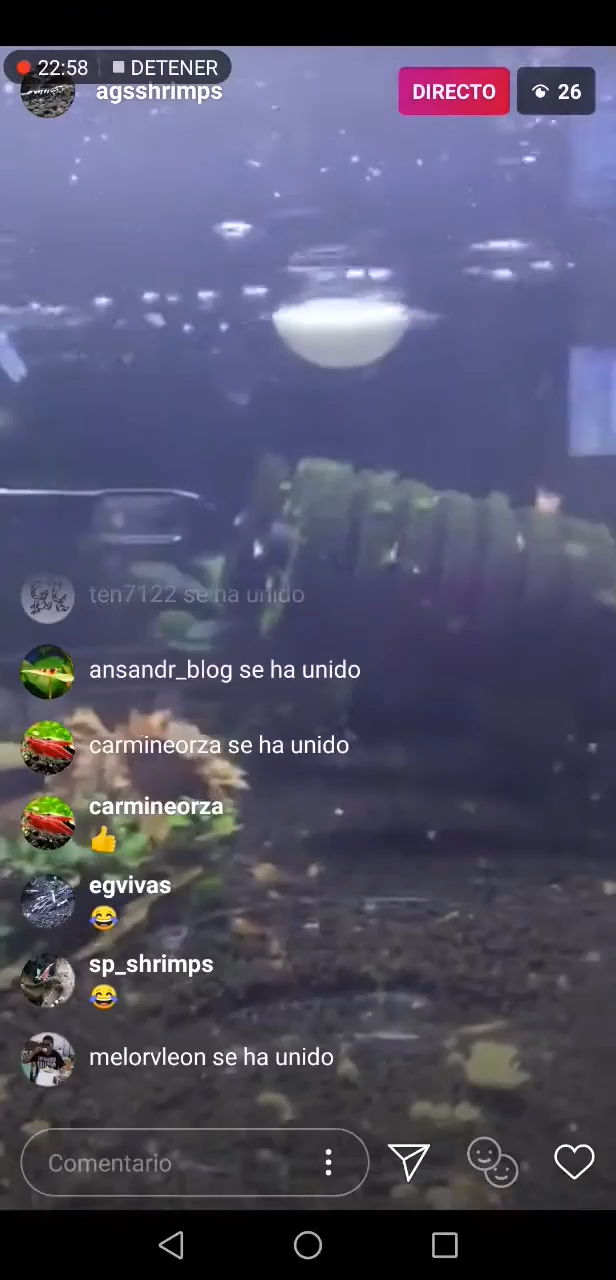 22:58 DETENER
agsshrimps DIRECTO 26
ten7122 se ha unido
ansandr_blog se ha unido
carmineorza se ha unido
carmineorza
👍
egvivas
😂
sp_shrimps
😂
melorvleon se ha unido
Comentario